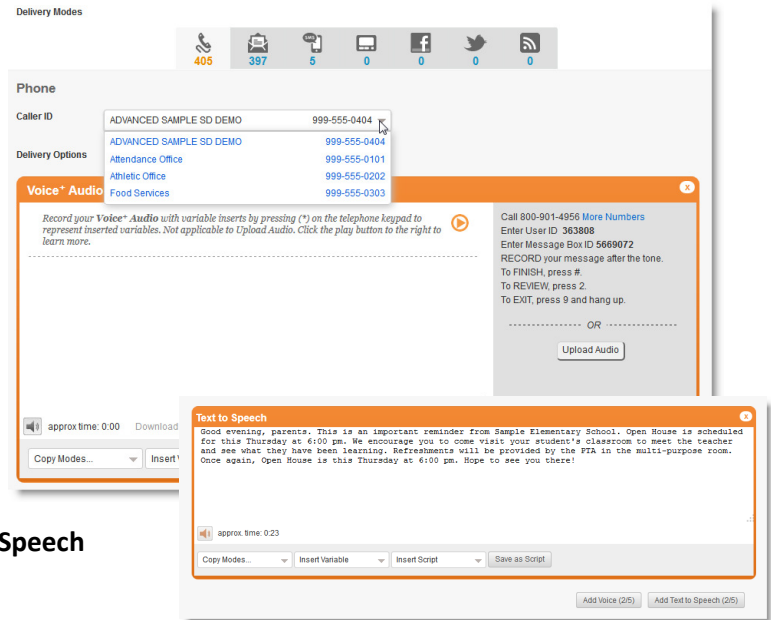 Delivery Modes
SMS
405 397 5 0 0 0 0
Phone
Caller ID
ADVANCED SAMPLE SD DEMO 999-555-0404
ADVANCED SAMPLE SD DEMO 999-555-0404
Attendance Office 999-555-0101
Delivery Options
Athletic Office 999-555-0202
Food Services 999-555-0303
Voice+ Audio x
Record your Voice+ Audio with variable inserts by pressing (*) on the telephone keypad to
represent inserted variables. Not applicable to Upload Audio. Click the play button to the right to
learn more.
Call 800-901-4956 More Numbers
Enter User ID 363808
Enter Message Box ID 5669072
RECORD your message after the tone.
To FINISH, press #.
To REVIEW, press 2.
To EXIT, press 9 and hang up.
OR
Upload Audio
approx time: 0:00 Download
Copy Modes... Insert
Text to Speech x
Good evening, parents. This is an important reminder from Sample Elementary School. Open House is scheduled
for this Thursday at 6:00 pm. We encourage you to come visit your student's classroom to meet the teacher
and see what they have been learning. Refreshments will be provided by the PTA in the multi-purpose room.
Once again, Open House is this Thursday at 6:00 pm. Hope to see you there!
approx. time: 0:23
Copy Modes... Insert Variable Insert Script Save as Script
Add Voice (2/5) Add Text to Speech (2/5)
Speech